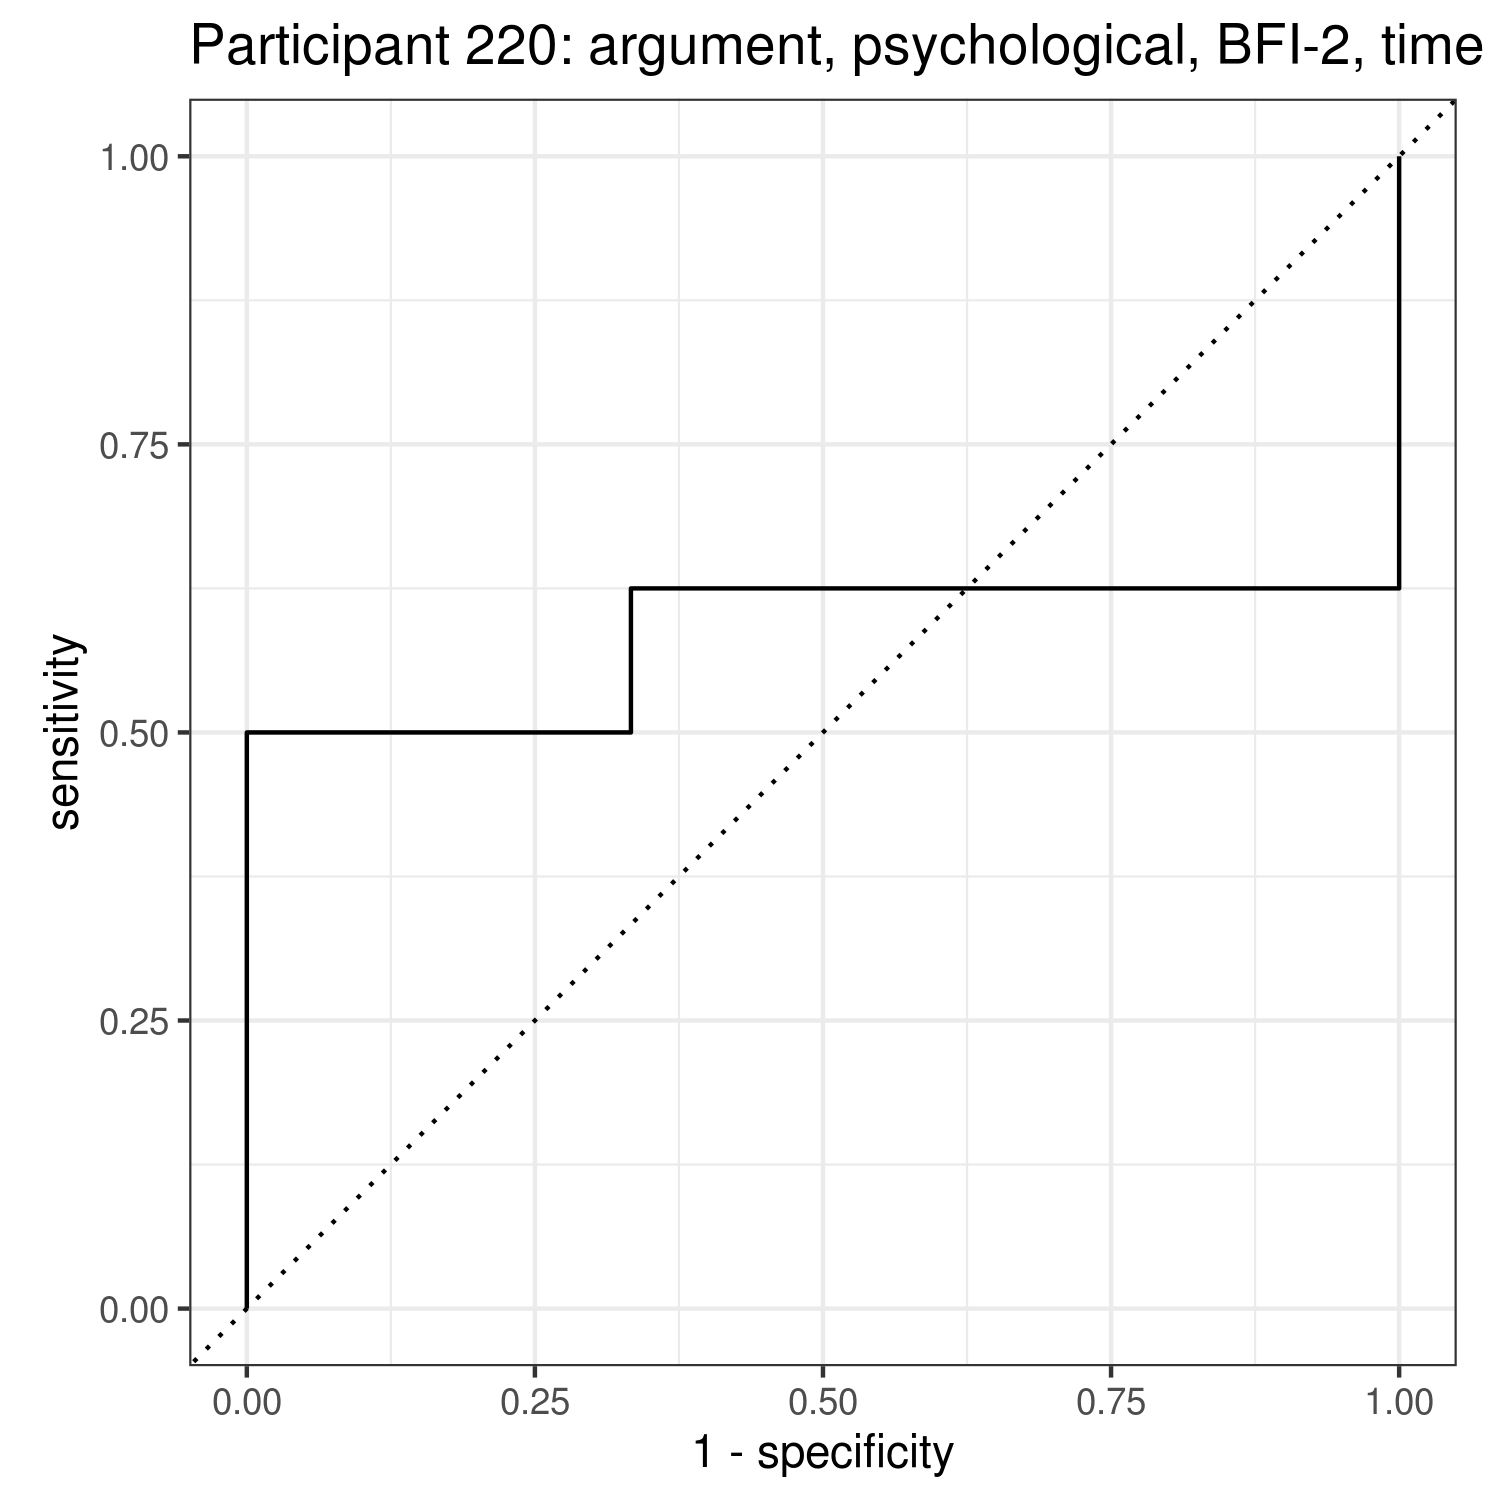 Participant 220: argument, psychological, BFI-2, time
1.00
0.75
0.50
0.25
0.00
sensitivity
0.00 0.25 0.50 0.75 1.00
1 - specificity